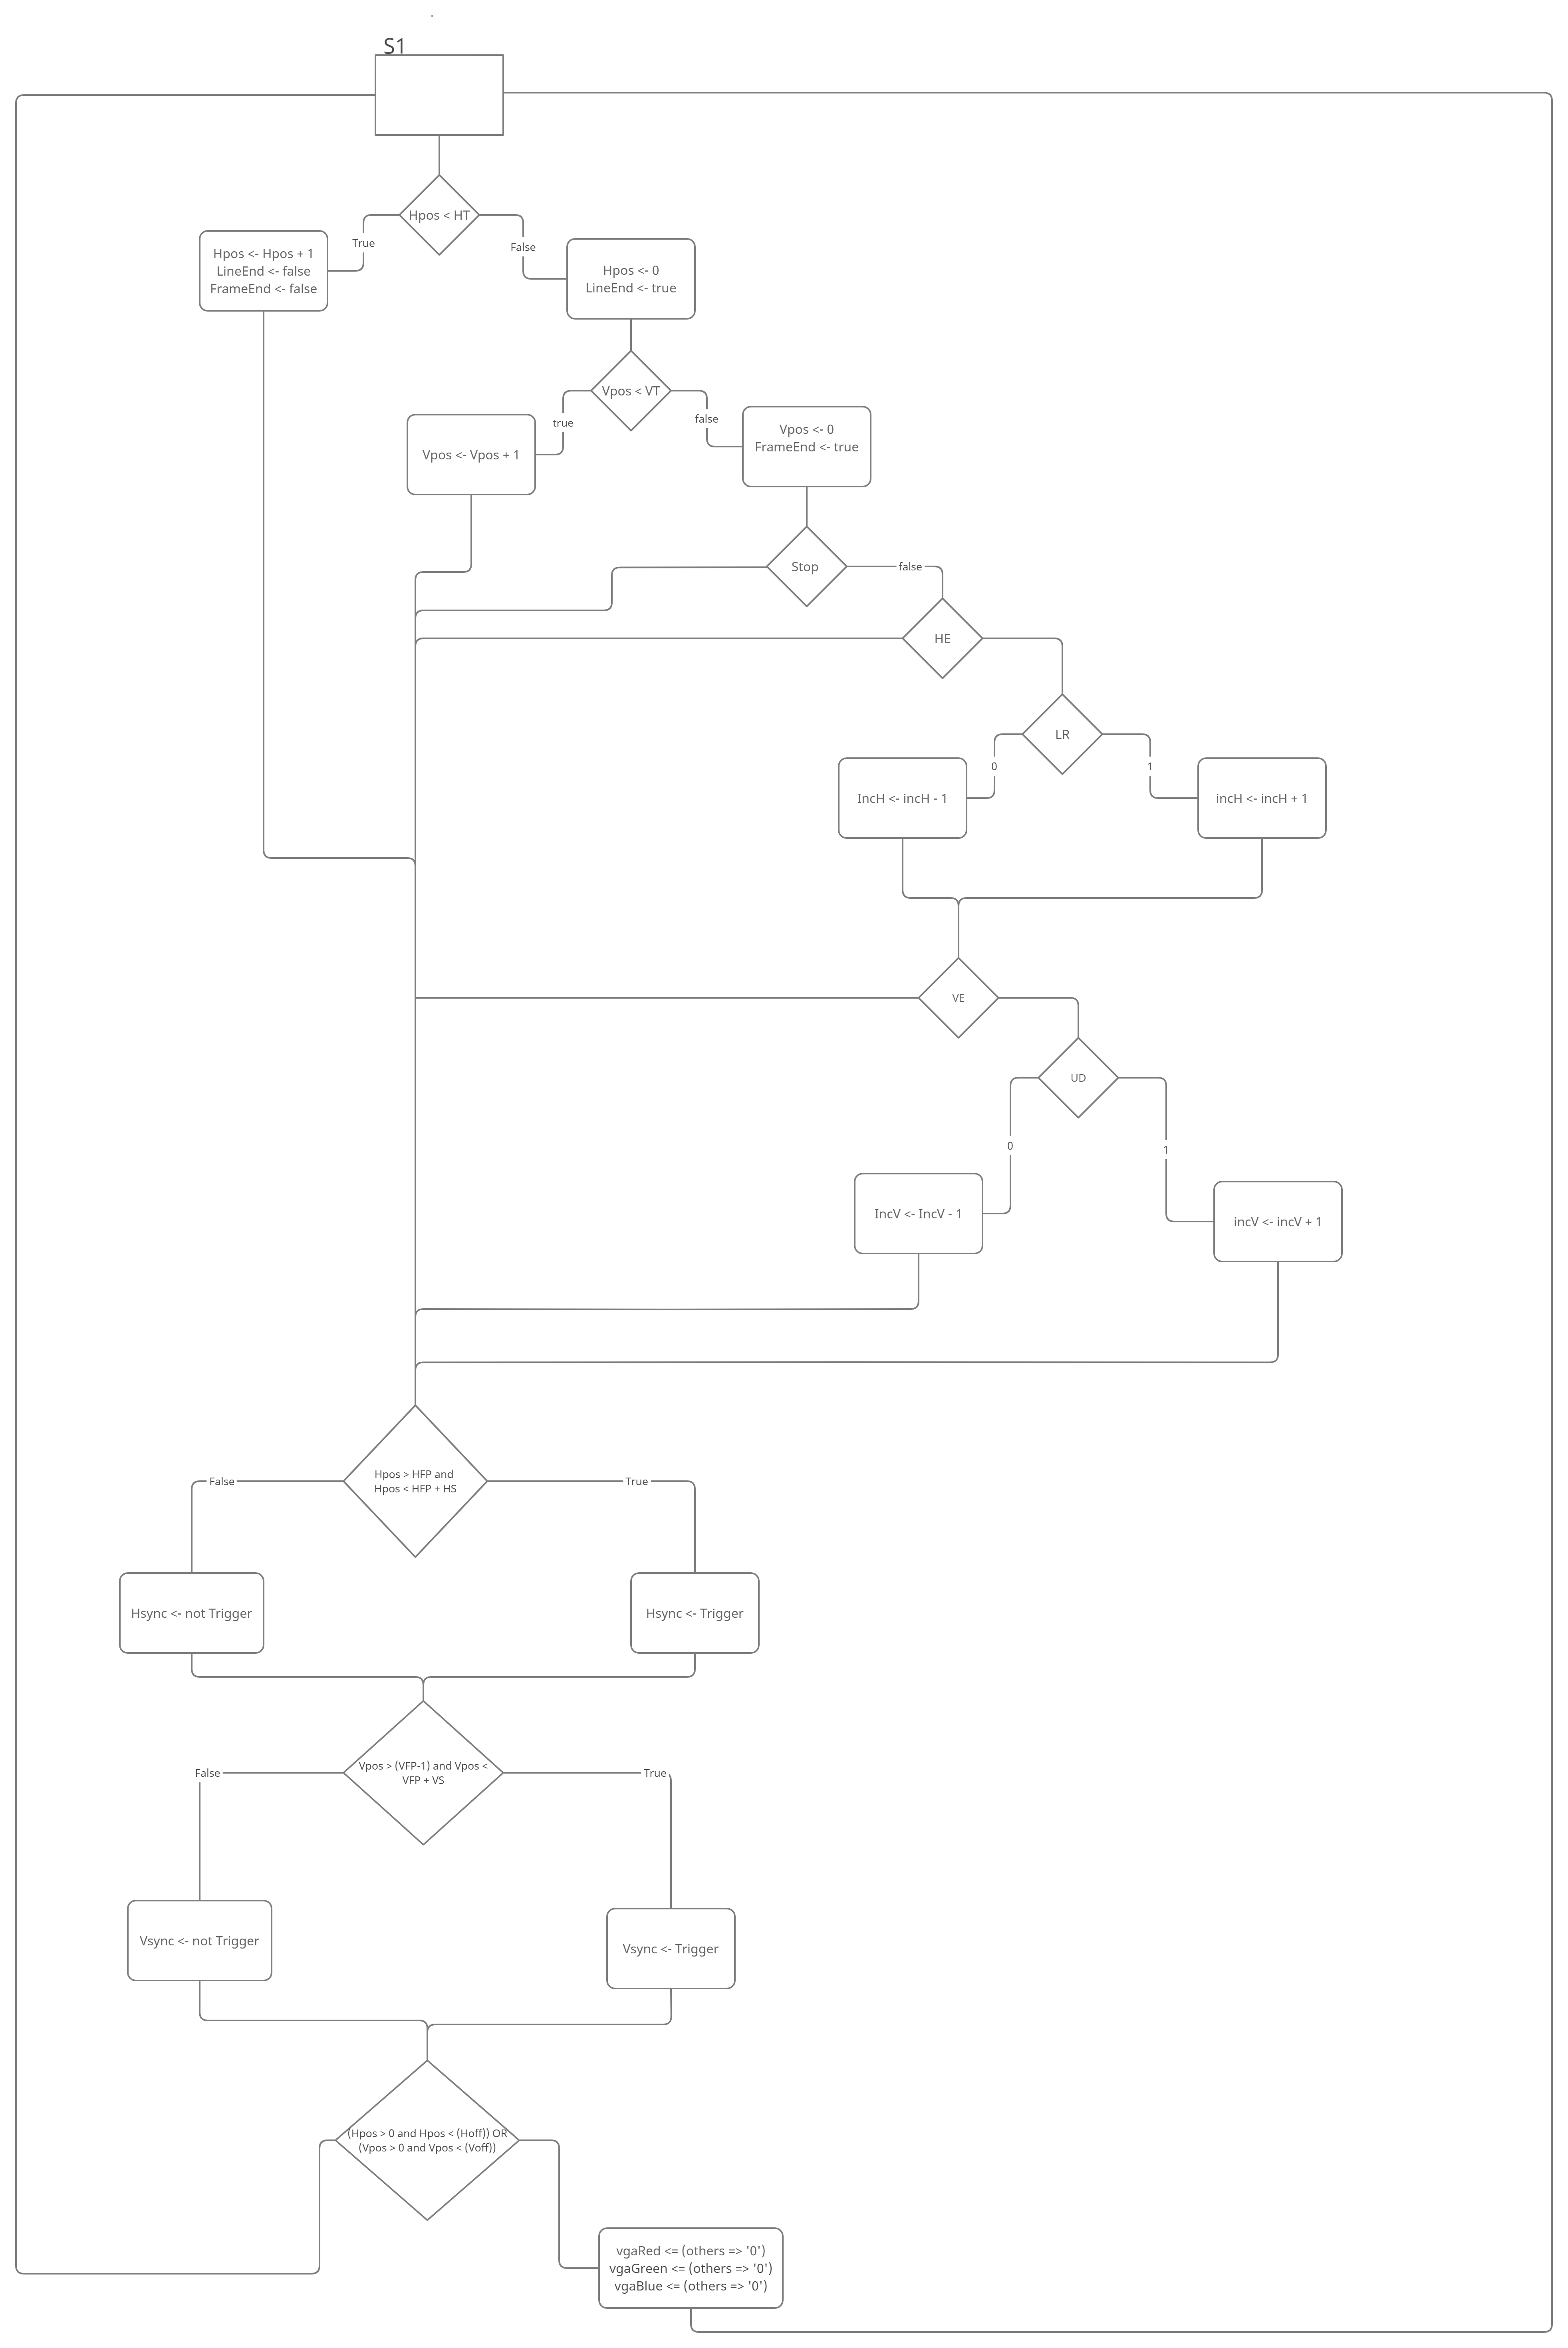 S1
Hpos < HT
True
False
Hpos <- Hpos + 1
LineEnd <- false
FrameEnd <- false
Hpos <- 0
LineEnd <- true
Vpos < VT
true
false
Vpos <- Vpos + 1
Vpos <- 0
FrameEnd <- true
Stop
false
HE
LR
0
1
IncH <- incH - 1
incH <- incH + 1
VE
UD
0
1
IncV <- IncV - 1
incV <- incV + 1
Hpos > HFP and
Hpos < HFP + HS
False
True
Hsync <- not Trigger
Hsync <- Trigger
Vpos > (VFP-1) and Vpos <
VFP + VS
False
True
Vsync <- not Trigger
Vsync <- Trigger
(Hpos > 0 and Hpos < (Hoff)) OR
(Vpos > 0 and Vpos < (Voff))
vgaRed <= (others => '0')
vgaGreen <= (others => '0')
vgaBlue <= (others => '0')